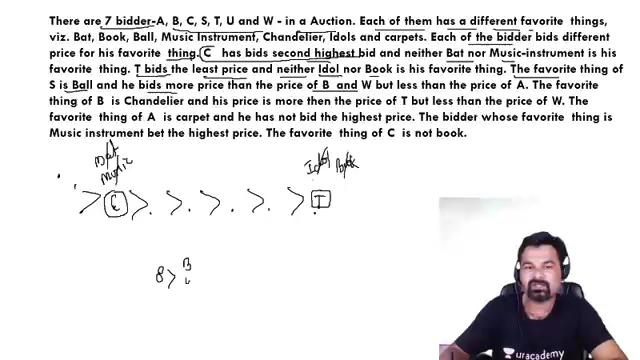 There are 7 bidder-A, B, C, S, T, U and W - in a Auction. Each of them has a different favorite things,
viz. Bat, Book, Ball, Music Instrument, Chandelier, Idols and carpets. Each of the bidder bids different
price for his favorite thing. C has bids second highest bid and neither Bat nor Music-instrument is his
favorite thing. T bids the least price and neither Idol nor Book is his favorite thing. The favorite thing of
S is Ball and he bids more price than the price of B and W but less than the price of A. The favorite
thing of B is Chandelier and his price is more then the price of T but less than the price of W. The
favorite thing of A is carpet and he has not bid the highest price. The bidder whose favorite thing is
Music instrument bet the highest price. The favorite thing of C is not book.
Bat
Music
Idol Book
> C > > > > > T
8 > B
unacademy